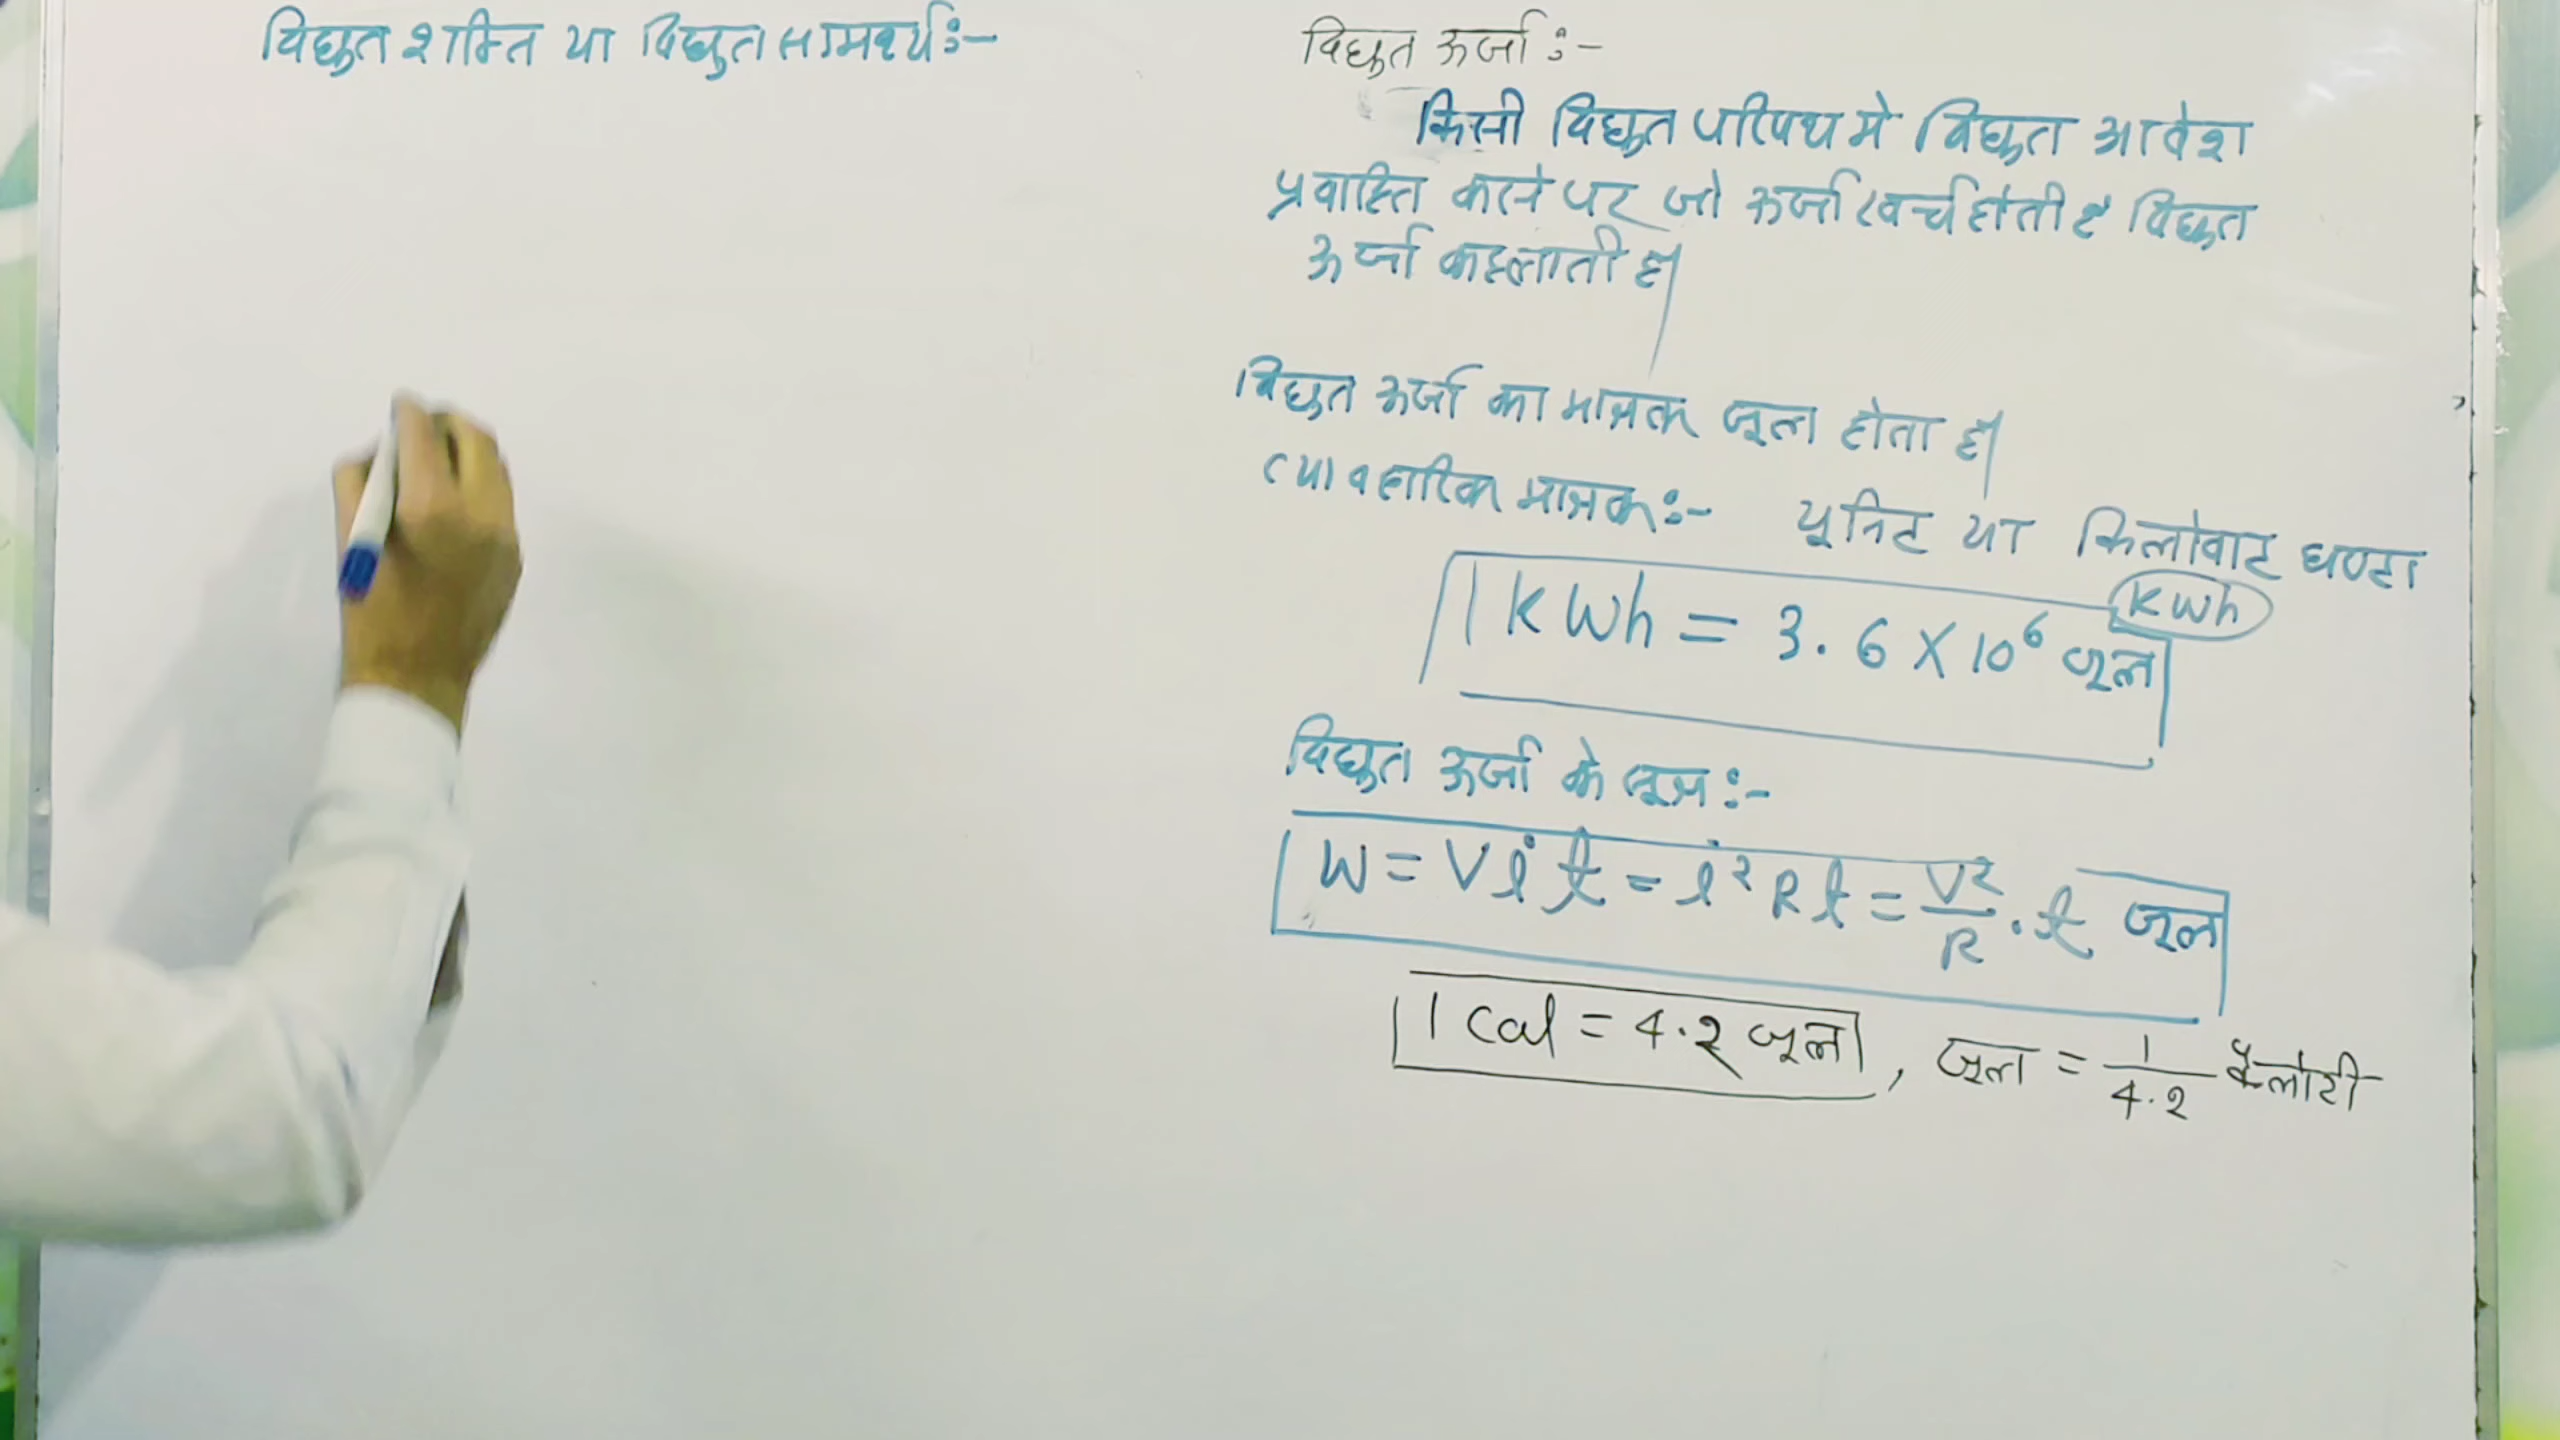 विद्युत शक्ति या विद्युत सामर्थ्य:-
विद्युत ऊर्जा:-
किसी विद्युत परिपथ मे विद्युत आवेश
प्रवाहित करने पर जो ऊर्जा खर्च होती है विद्युत
ऊर्जा कहलाती है।
विद्युत ऊर्जा का मात्रक जूल होता है।
व्यावहारिक मात्रक:- यूनिट या किलोवाट घण्टा
kwh
1 KWh = 3.6 X 10⁶ जूल
विद्युत ऊर्जा के सूत्र:-
W = Vit = i²Rt = V²/R . t जूल
1 Cal = 4.2 जूल, जूल = 1/4.2 कैलोरी